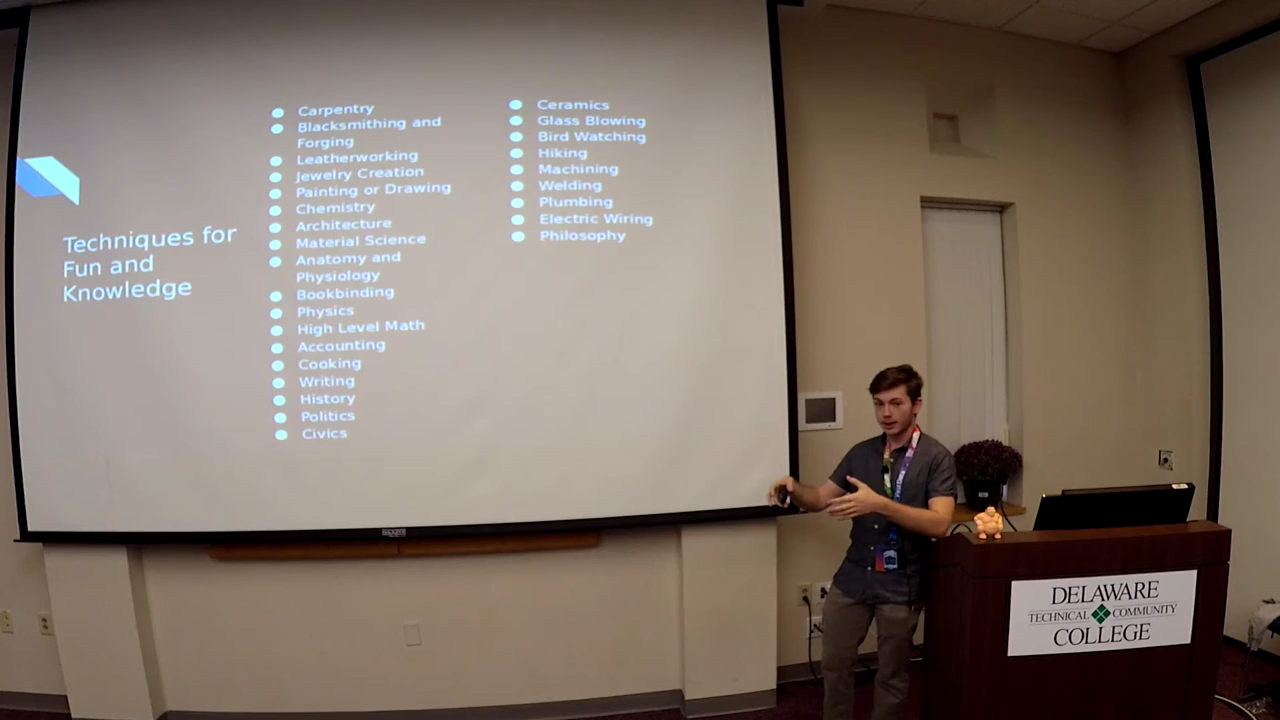 Techniques for
Fun and
Knowledge
Carpentry
Blacksmithing and
Forging
Leatherworking
Jewelry Creation
Painting or Drawing
Chemistry
Architecture
Material Science
Anatomy and
Physiology
Bookbinding
Physics
High Level Math
Accounting
Cooking
Writing
History
Politics
Civics
Ceramics
Glass Blowing
Bird Watching
Hiking
Machining
Welding
Plumbing
Electric Wiring
Philosophy
DELAWARE
TECHNICAL COMMUNITY
COLLEGE